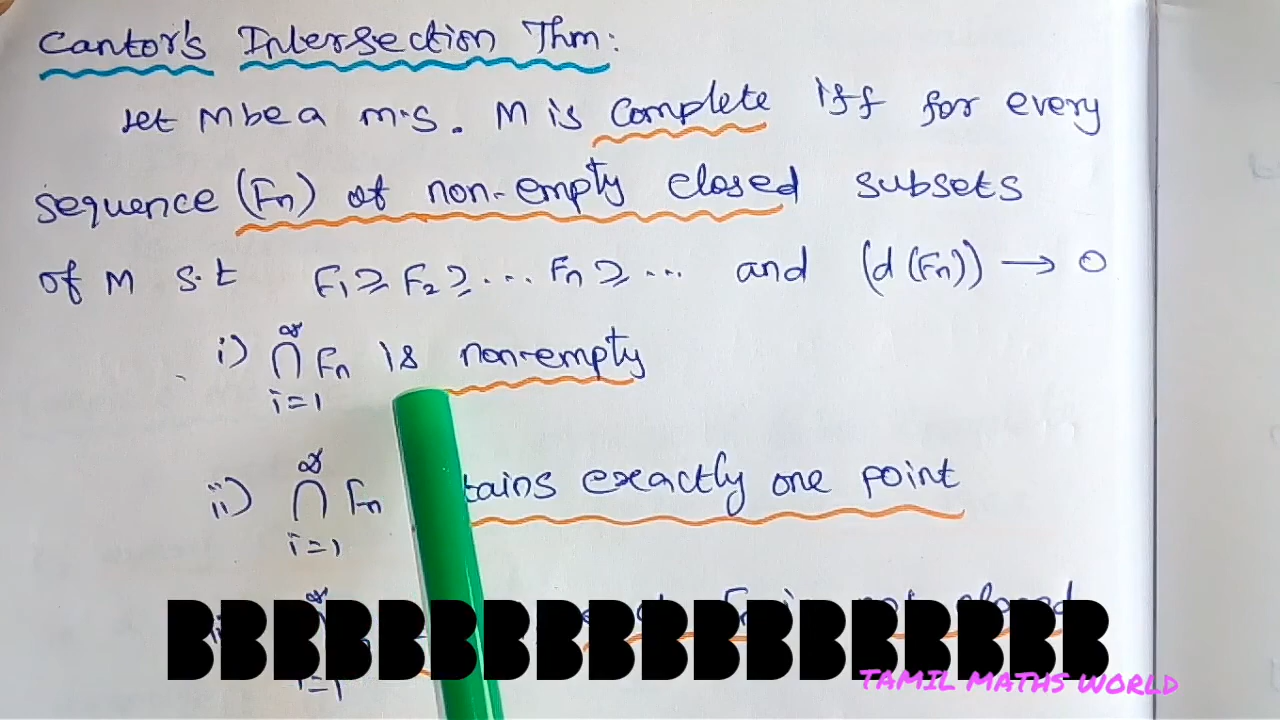 Cantor's Intersection Thm:
Let M be a m.s. M is Complete iff for every
sequence (Fn) of non-empty closed subsets
of M s.t F₁ ⩾ F₂ ⩾ ... Fn ⩾ ... and (d(Fn)) → 0
i) ∞ ∩ i=1 Fn is non-empty
ii) ∞ ∩ i=1 Fn tains exactly one point
BBBBBBBBBBBBBBBBBB
i=1
TAMIL MATHS WORLD